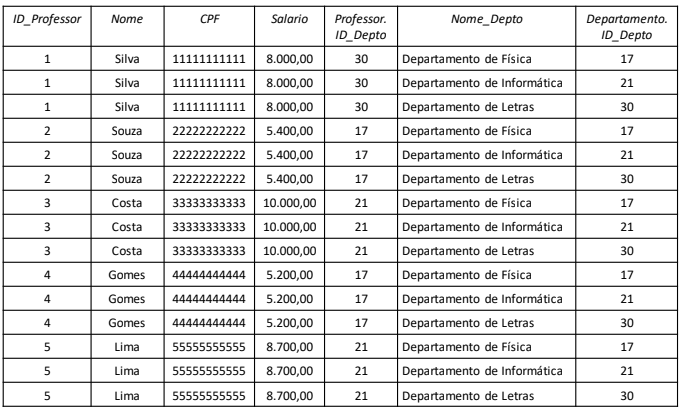 ID_Professor Nome CPF Salario Professor. ID_Depto Nome_Depto Departamento. ID_Depto
1 Silva 11111111111 8.000,00 30 Departamento de Física 17
1 Silva 11111111111 8.000,00 30 Departamento de Informática 21
1 Silva 11111111111 8.000,00 30 Departamento de Letras 30
2 Souza 22222222222 5.400,00 17 Departamento de Física 17
2 Souza 22222222222 5.400,00 17 Departamento de Informática 21
2 Souza 22222222222 5.400,00 17 Departamento de Letras 30
3 Costa 33333333333 10.000,00 21 Departamento de Física 17
3 Costa 33333333333 10.000,00 21 Departamento de Informática 21
3 Costa 33333333333 10.000,00 21 Departamento de Letras 30
4 Gomes 44444444444 5.200,00 17 Departamento de Física 17
4 Gomes 44444444444 5.200,00 17 Departamento de Informática 21
4 Gomes 44444444444 5.200,00 17 Departamento de Letras 30
5 Lima 55555555555 8.700,00 21 Departamento de Física 17
5 Lima 55555555555 8.700,00 21 Departamento de Informática 21
5 Lima 55555555555 8.700,00 21 Departamento de Letras 30